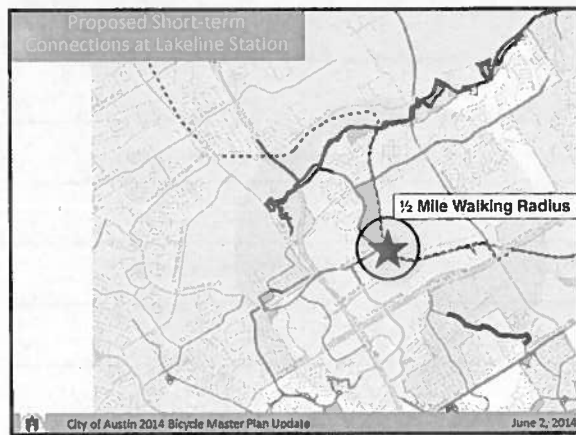 Proposed Short-term
Connections at Lakeline Station
½ Mile Walking Radius
City of Austin 2014 Bicycle Master Plan Update
June 2, 2014